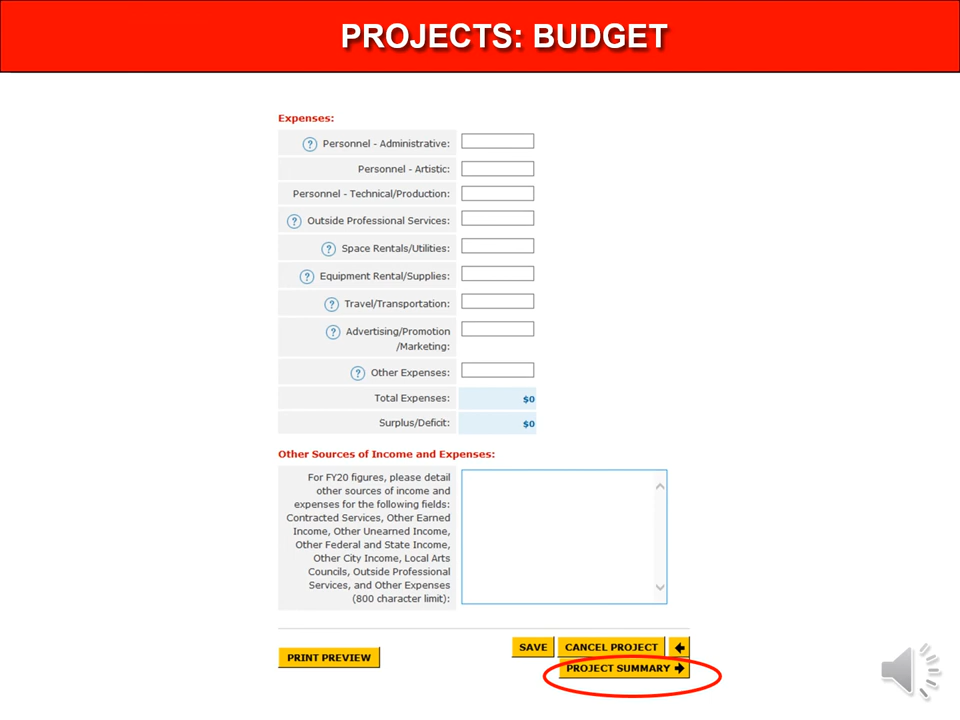 PROJECTS: BUDGET
Expenses:
? Personnel - Administrative:
Personnel - Artistic:
Personnel - Technical/Production:
? Outside Professional Services:
? Space Rentals/Utilities:
? Equipment Rental/Supplies:
? Travel/Transportation:
? Advertising/Promotion
/Marketing:
? Other Expenses:
Total Expenses: $0
Surplus/Deficit: $0
Other Sources of Income and Expenses:
For FY20 figures, please detail
other sources of income and
expenses for the following fields:
Contracted Services, Other Earned
Income, Other Unearned Income,
Other Federal and State Income,
Other City Income, Local Arts
Councils, Outside Professional
Services, and Other Expenses
(800 character limit):
PRINT PREVIEW
SAVE CANCEL PROJECT
PROJECT SUMMARY